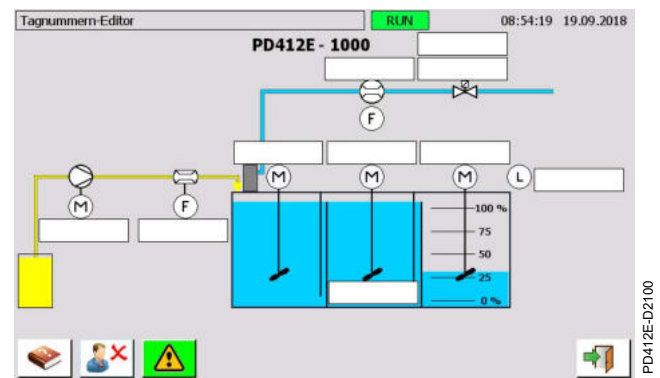 Tagnummern-Editor
RUN
08:54:19 19.09.2018
PD412E - 1000
F
M
M
M
L
M
F
100 %
75
50
25
0 %
PD412E-D2100